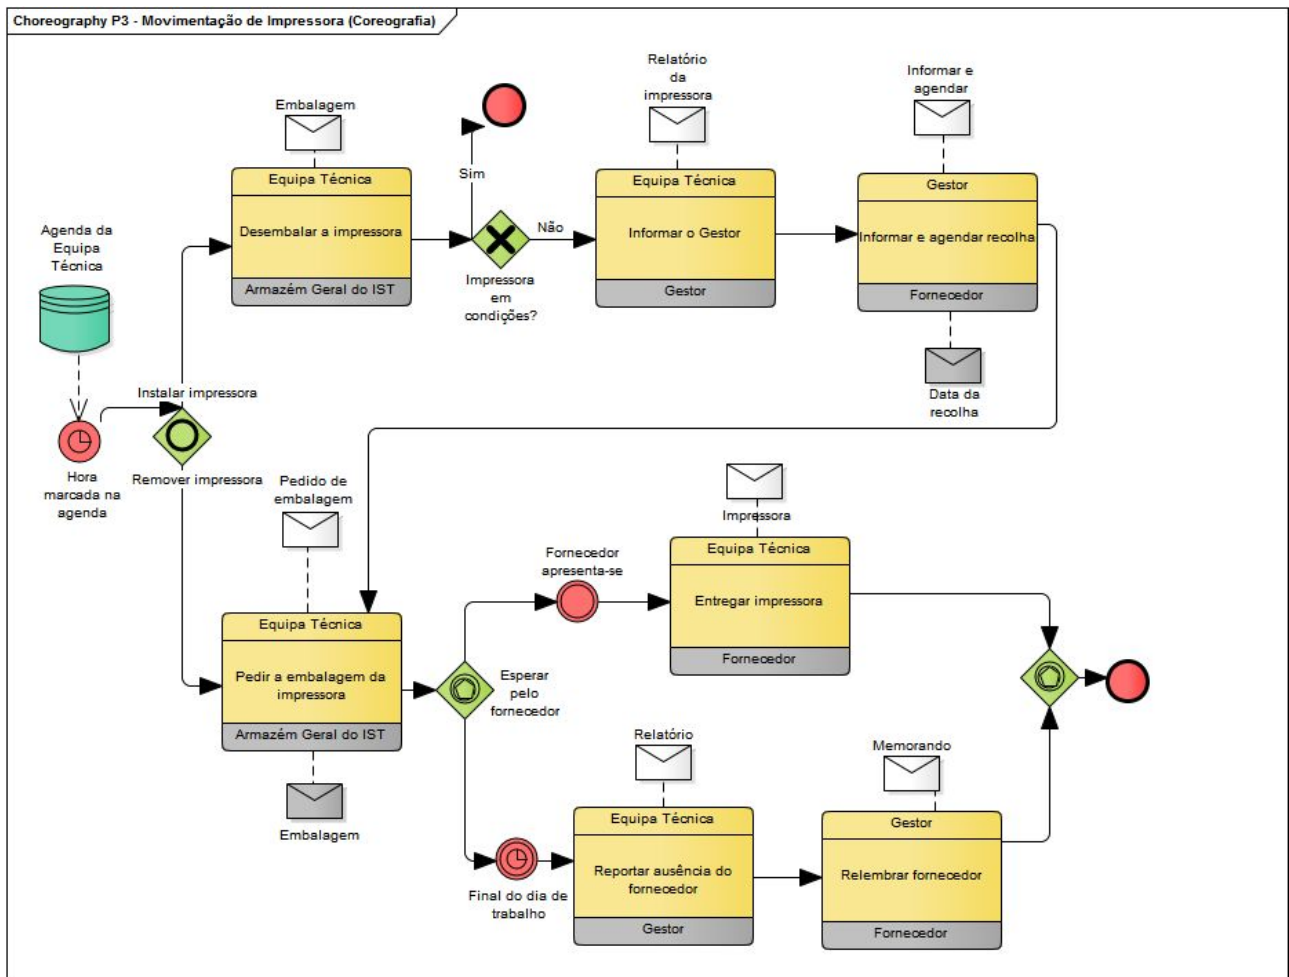 Choreography P3 - Movimentação de Impressora (Coreografia)
Embalagem
Relatório
da
impressora
Informar e
agendar
Equipa Técnica
Desembalar a impressora
Armazém Geral do IST
Sim
Não
Impressora
em
condições?
Equipa Técnica
Informar o Gestor
Gestor
Gestor
Informar e agendar recolha
Fornecedor
Data da
recolha
Agenda da
Equipa
Técnica
Instalar impressora
Hora
marcada na
agenda
Remover impressora
Pedido de
embalagem
Equipa Técnica
Pedir a embalagem da
impressora
Armazém Geral do IST
Embalagem
Esperar
pelo
fornecedor
Fornecedor
apresenta-se
Impressora
Equipa Técnica
Entregar impressora
Fornecedor
Final do dia de
trabalho
Relatório
Equipa Técnica
Reportar ausência do
fornecedor
Gestor
Memorando
Gestor
Relembrar fornecedor
Fornecedor